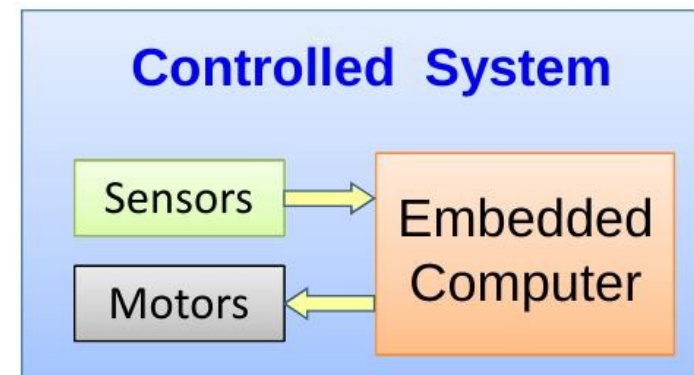 Controlled System
Sensors
Embedded
Computer
Motors